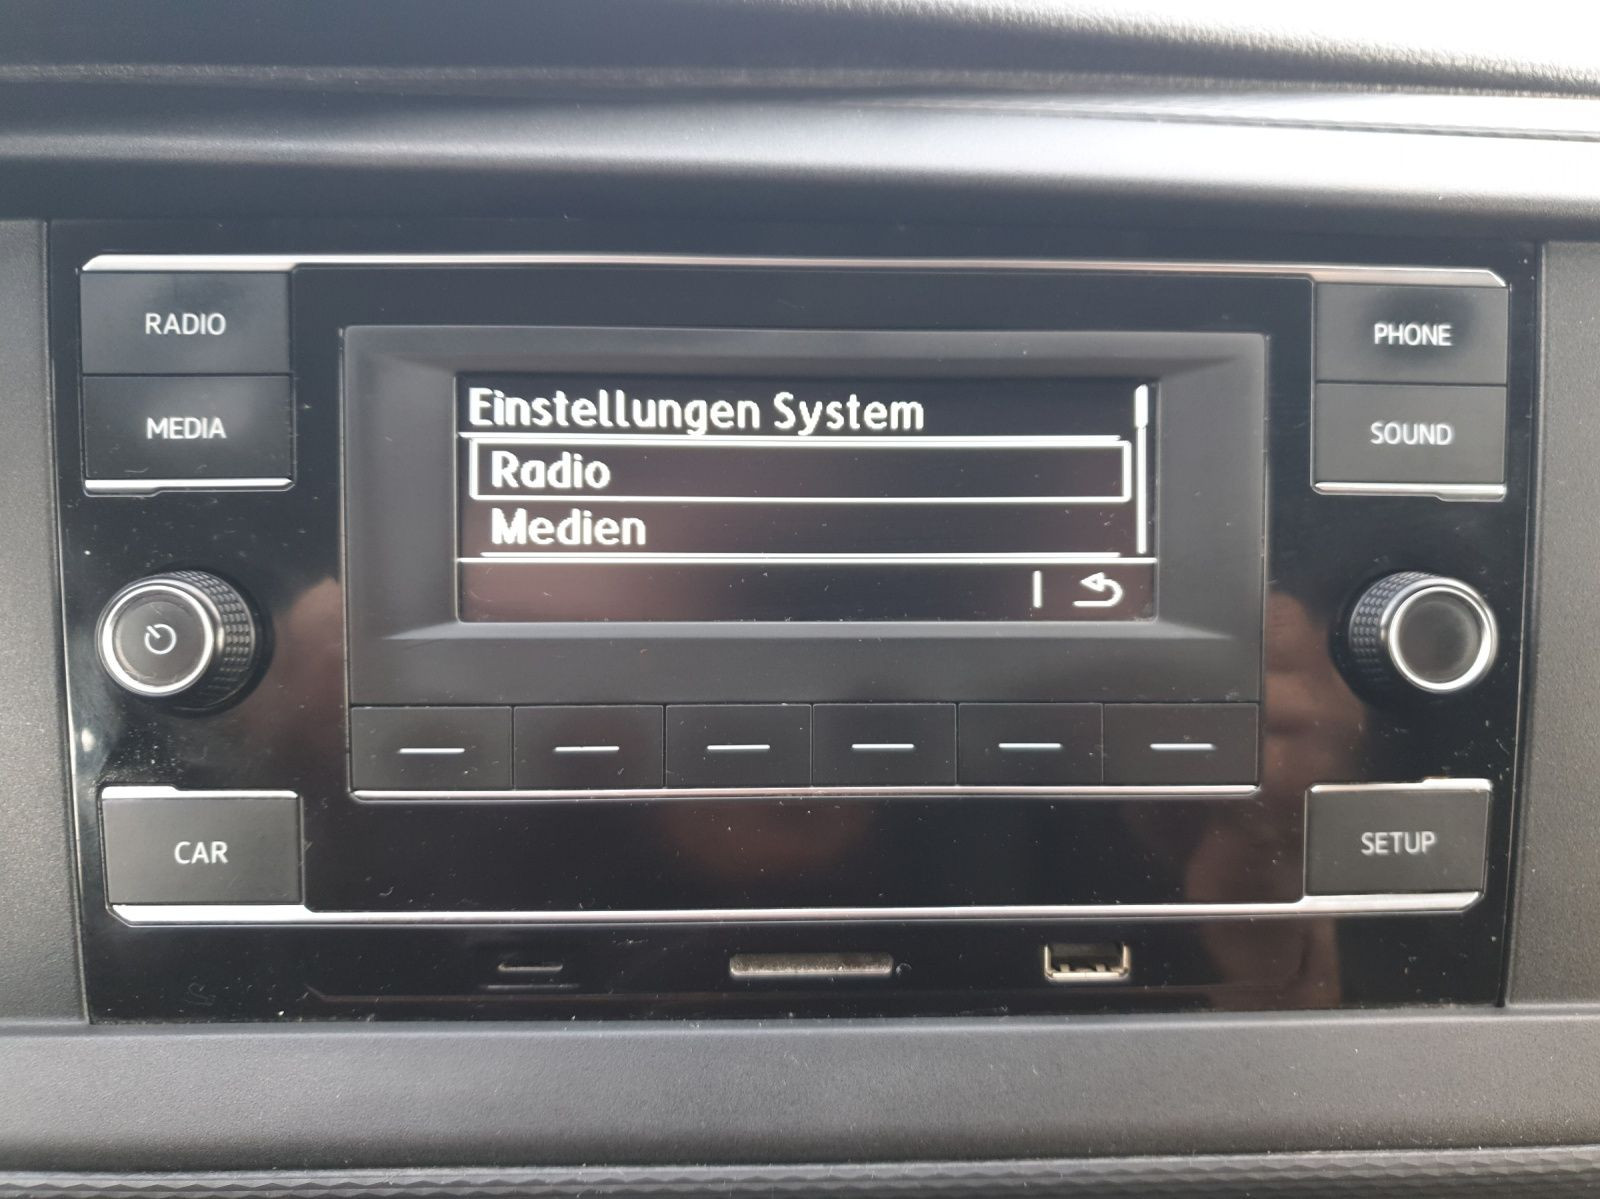 RADIO
PHONE
MEDIA
SOUND
Einstellungen System
Radio
Medien
CAR
SETUP